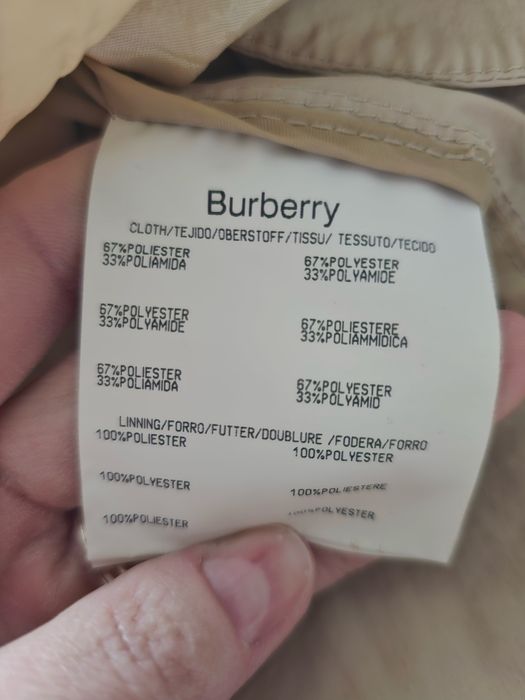 Burberry
CLOTH/TEJIDO/OBERSTOFF/TISSU/ TESSUTO/TECIDO
67%POLIESTER 67%POLYESTER
33%POLIAMIDA 33%POLYAMIDE
67%POLYESTER 67%POLIESTERE
33%POLYAMIDE 33%POLIAMMIDICA
67%POLIESTER 67%POLYESTER
33%POLIAMIDA 33%POLYAMID
LINNING/FORRO/FUTTER/DOUBLURE /FODERA/FORRO
100%POLIESTER 100%POLYESTER
100%POLYESTER 100%POLIESTERE
100%POLIESTER 100%POLYESTER